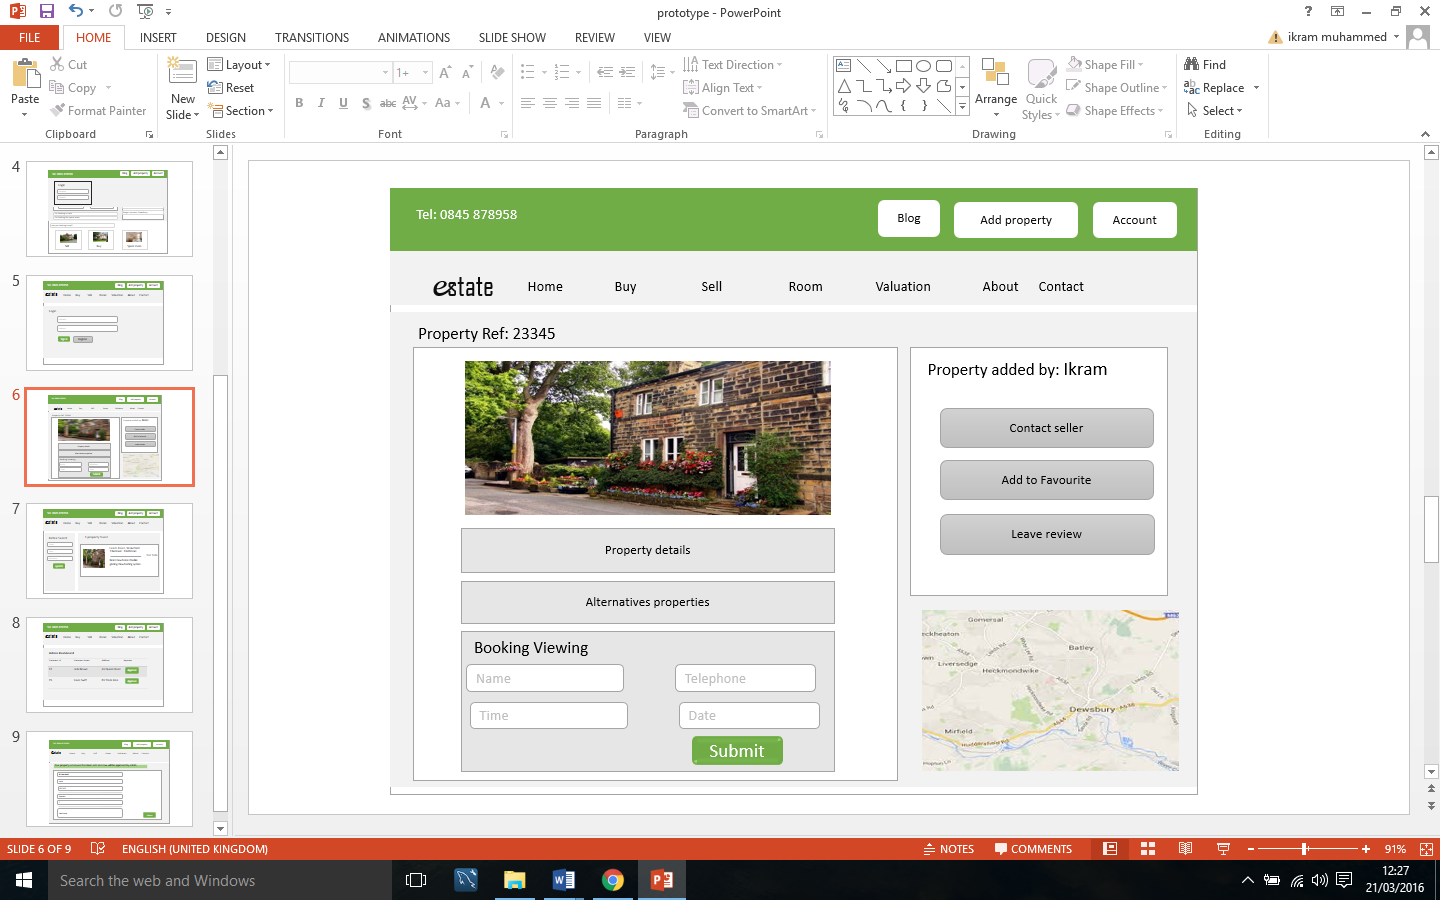 prototype - PowerPoint
FILE HOME INSERT DESIGN TRANSITIONS ANIMATIONS SLIDE SHOW REVIEW VIEW
ikram muhammed
Paste
Cut
Copy
Format Painter
Clipboard
New Slide
Layout
Reset
Section
Slides
1+
Font
Text Direction
Align Text
Convert to SmartArt
Paragraph
Arrange
Quick Styles
Shape Fill
Shape Outline
Shape Effects
Drawing
Find
Replace
Select
Editing
4
5
6
7
8
9
Tel: 0845 878958
Blog
Add property
Account
estate
Home Buy Sell Room Valuation About Contact
Property Ref: 23345
Property details
Alternatives properties
Booking Viewing
Name
Telephone
Time
Date
Submit
Property added by: Ikram
Contact seller
Add to Favourite
Leave review
Gomersal
Batley
Liversedge
Heckmondwike
Dewsbury
Mirfield
Huddersfield Rd
SLIDE 6 OF 9
ENGLISH (UNITED KINGDOM)
NOTES
COMMENTS
91%
Search the web and Windows
12:27
21/03/2016